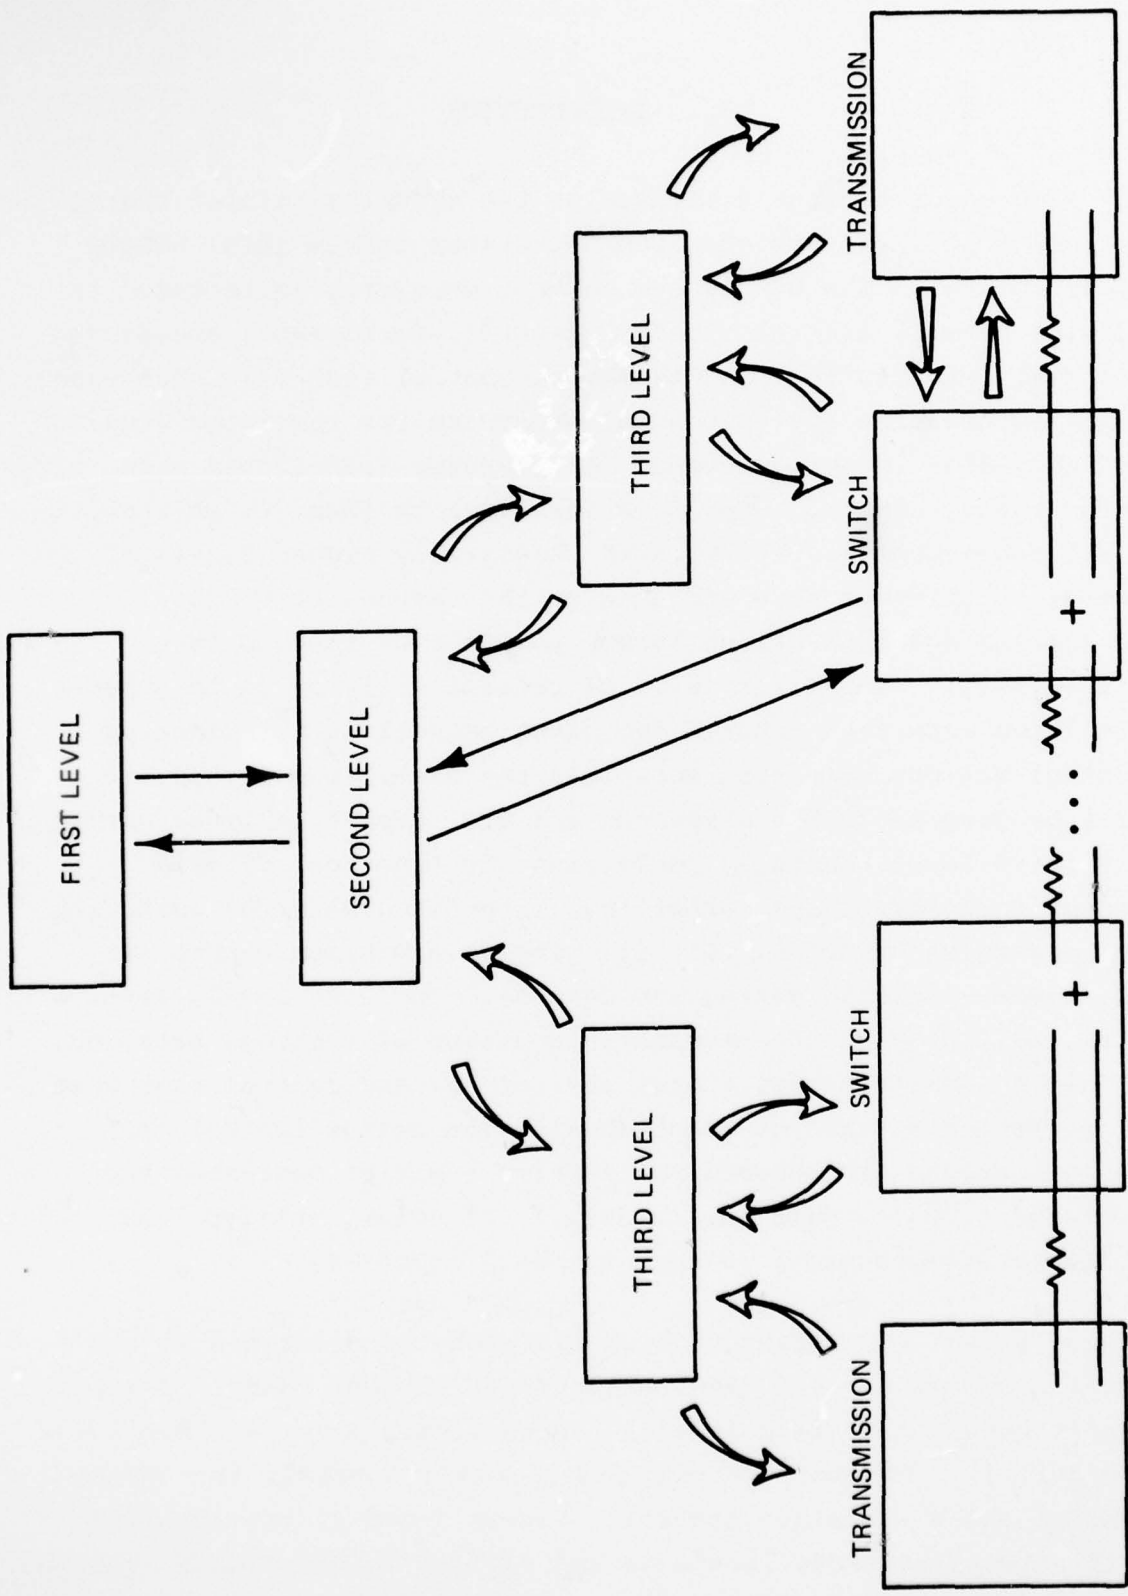 FIRST LEVEL
SECOND LEVEL
THIRD LEVEL
THIRD LEVEL
TRANSMISSION
SWITCH
SWITCH
TRANSMISSION
+
...
+